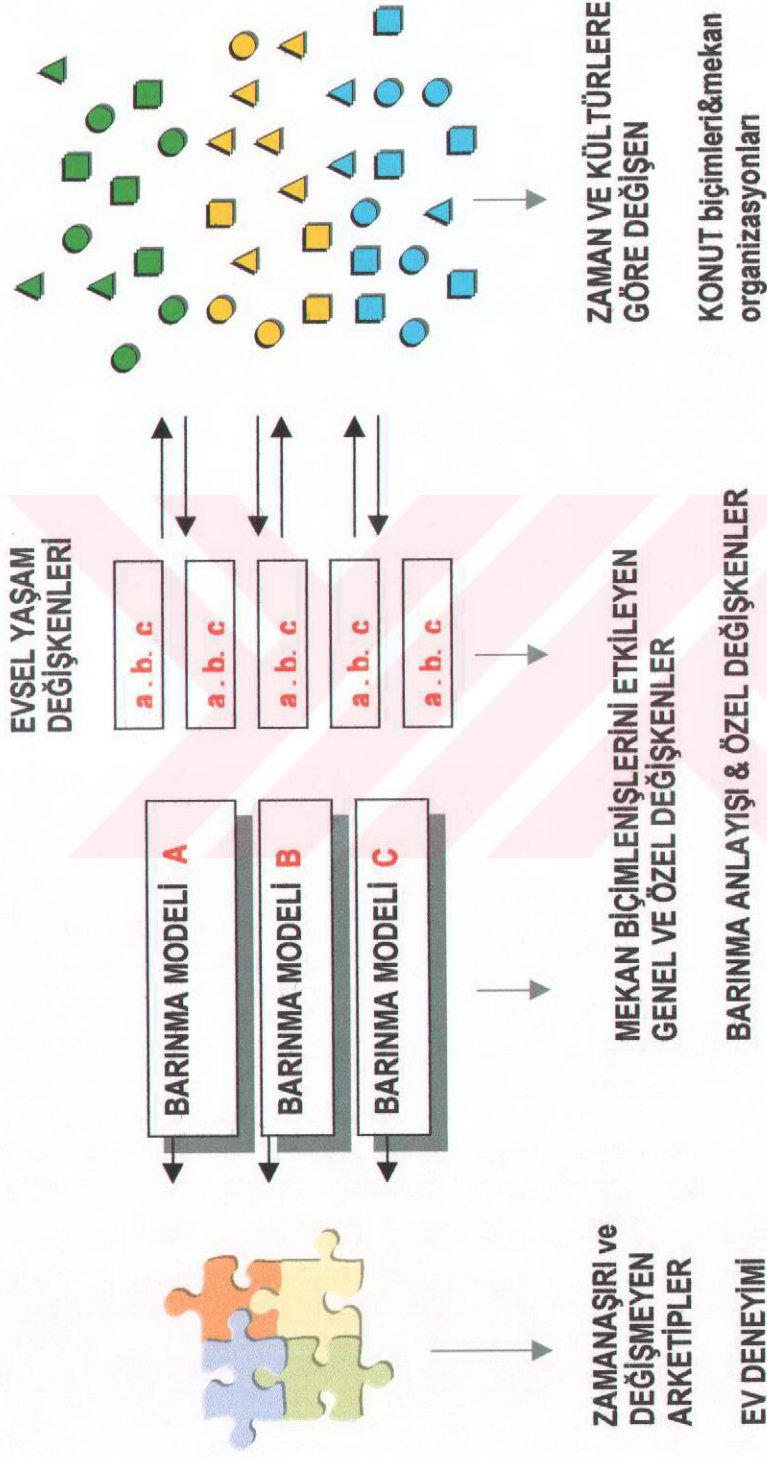 EVSEL YAŞAM
DEĞİŞKENLERİ
BARINMA MODELİ A
BARINMA MODELİ B
BARINMA MODELİ C
a . b. c
a . b. c
a . b. c
a . b. c
a . b. c
ZAMANAŞIRI ve
DEĞİŞMEYEN
ARKETİPLER
EV DENEYİMİ
MEKAN BİÇİMLENİŞLERİNİ ETKİLEYEN
GENEL VE ÖZEL DEĞİŞKENLER
BARINMA ANLAYIŞI & ÖZEL DEĞİŞKENLER
ZAMAN VE KÜLTÜRLERE
GÖRE DEĞİŞEN
KONUT biçimleri&mekan
organizasyonları